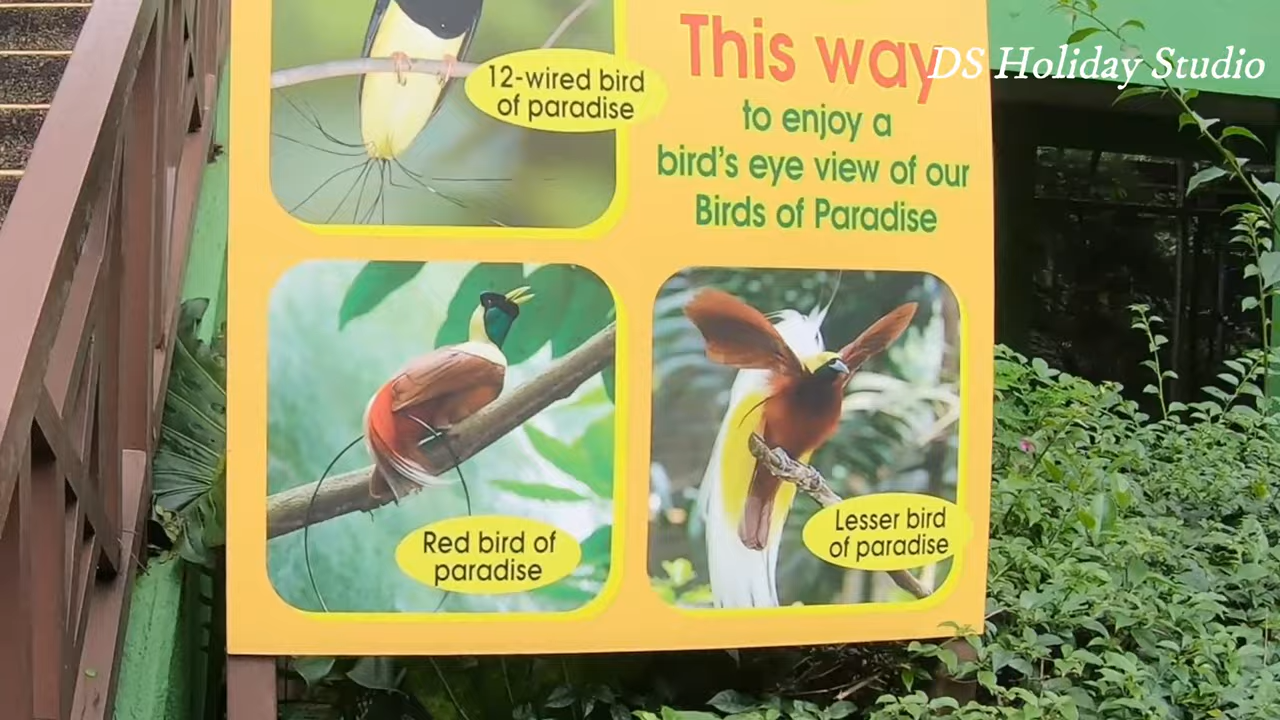 12-wired bird
of paradise
This way
DS Holiday Studio
to enjoy a
bird's eye view of our
Birds of Paradise
Red bird of
paradise
Lesser bird
of paradise